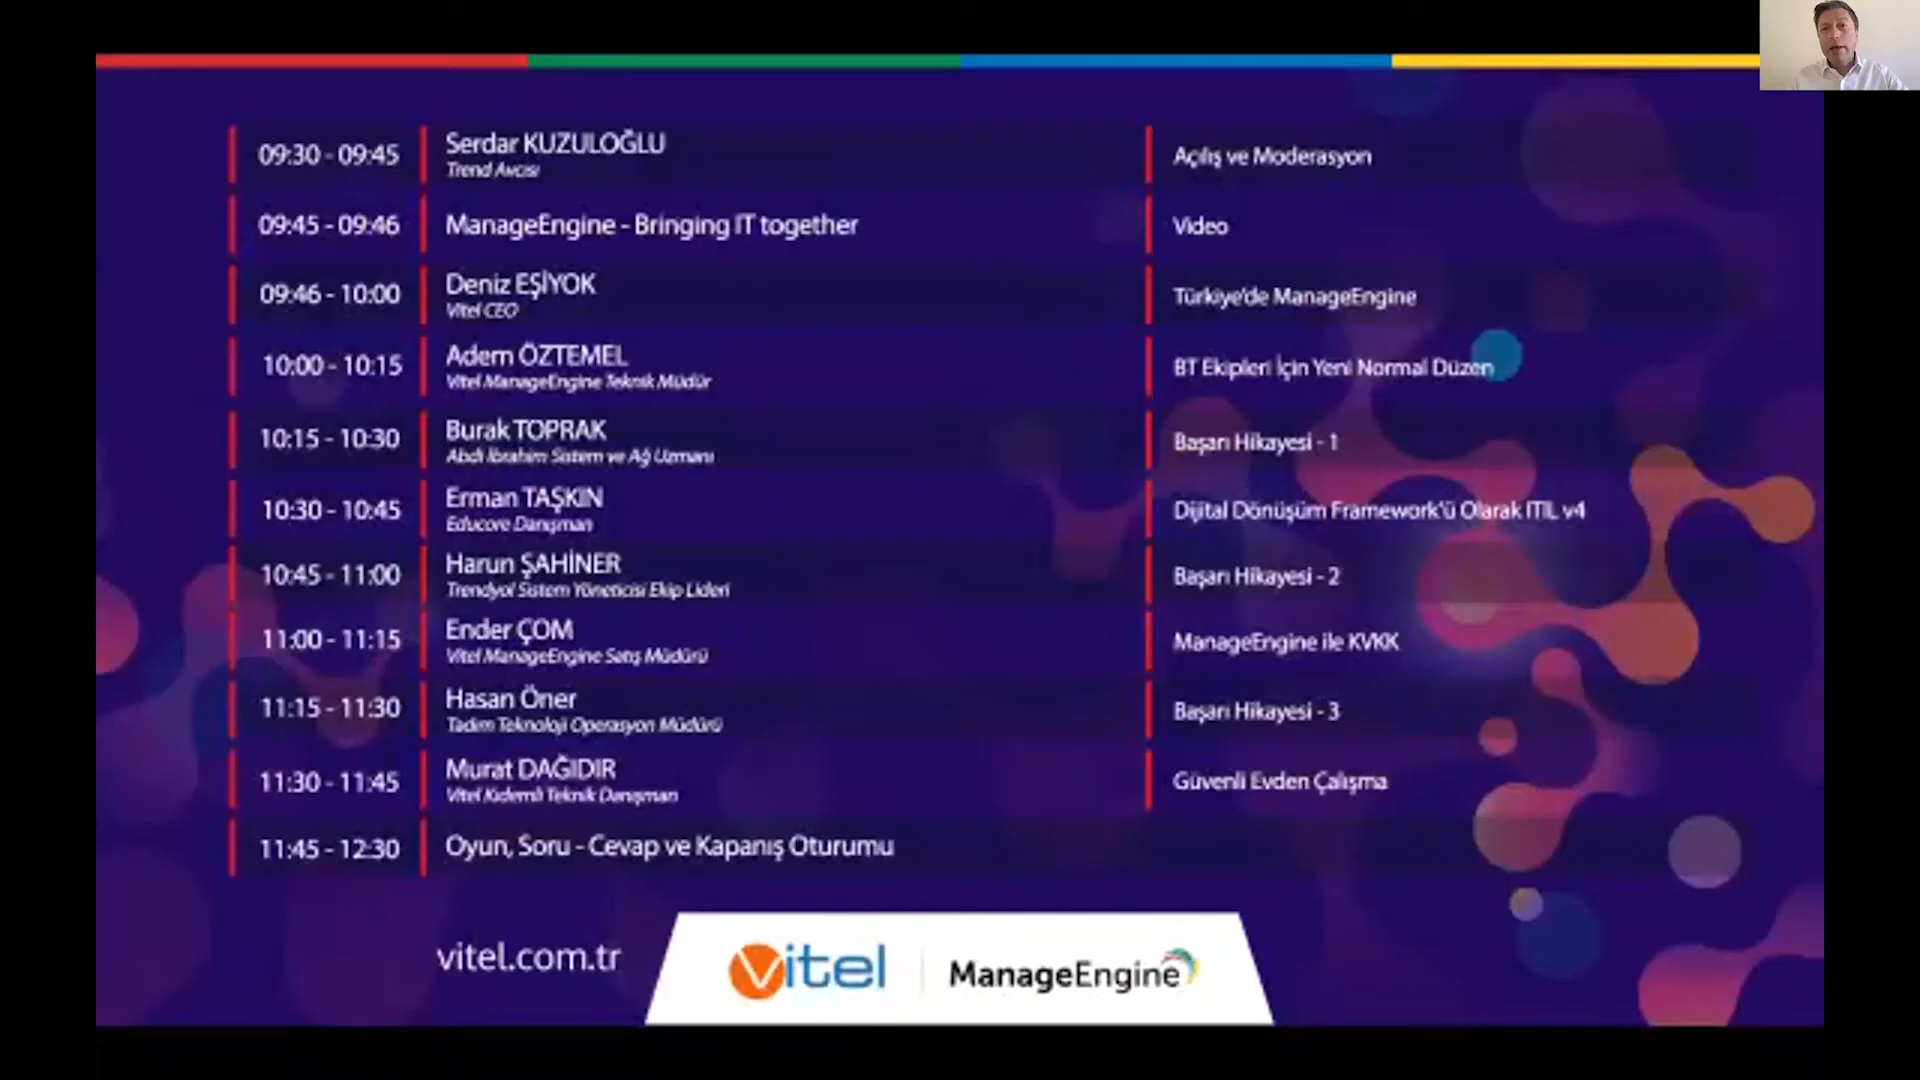 09:30 - 09:45
Serdar KUZULOĞLU
Trend Avcısı
Açılış ve Moderasyon
09:45 - 09:46
ManageEngine - Bringing IT together
Video
09:46 - 10:00
Deniz EŞİYOK
Vitel CEO
Türkiye'de ManageEngine
10:00 - 10:15
Adem ÖZTEMEL
Vitel ManageEngine Teknik Müdür
BT Ekipleri İçin Yeni Normal Düzen
10:15 - 10:30
Burak TOPRAK
Abdi İbrahim Sistem ve Ağ Uzmanı
Başarı Hikayesi - 1
10:30 - 10:45
Erman TAŞKIN
Educore Danışman
Dijital Dönüşüm Framework'ü Olarak ITIL v4
10:45 - 11:00
Harun ŞAHİNER
Trendyol Sistem Yöneticisi Ekip Lideri
Başarı Hikayesi - 2
11:00 - 11:15
Ender ÇOM
Vitel ManageEngine Satış Müdürü
ManageEngine ile KVKK
11:15 - 11:30
Hasan Öner
Tadım Teknoloji Operasyon Müdürü
Başarı Hikayesi - 3
11:30 - 11:45
Murat DAĞIDIR
Vitel Kıdemli Teknik Danışman
Güvenli Evden Çalışma
11:45 - 12:30
Oyun, Soru - Cevap ve Kapanış Oturumu
vitel.com.tr
vitel
ManageEngine